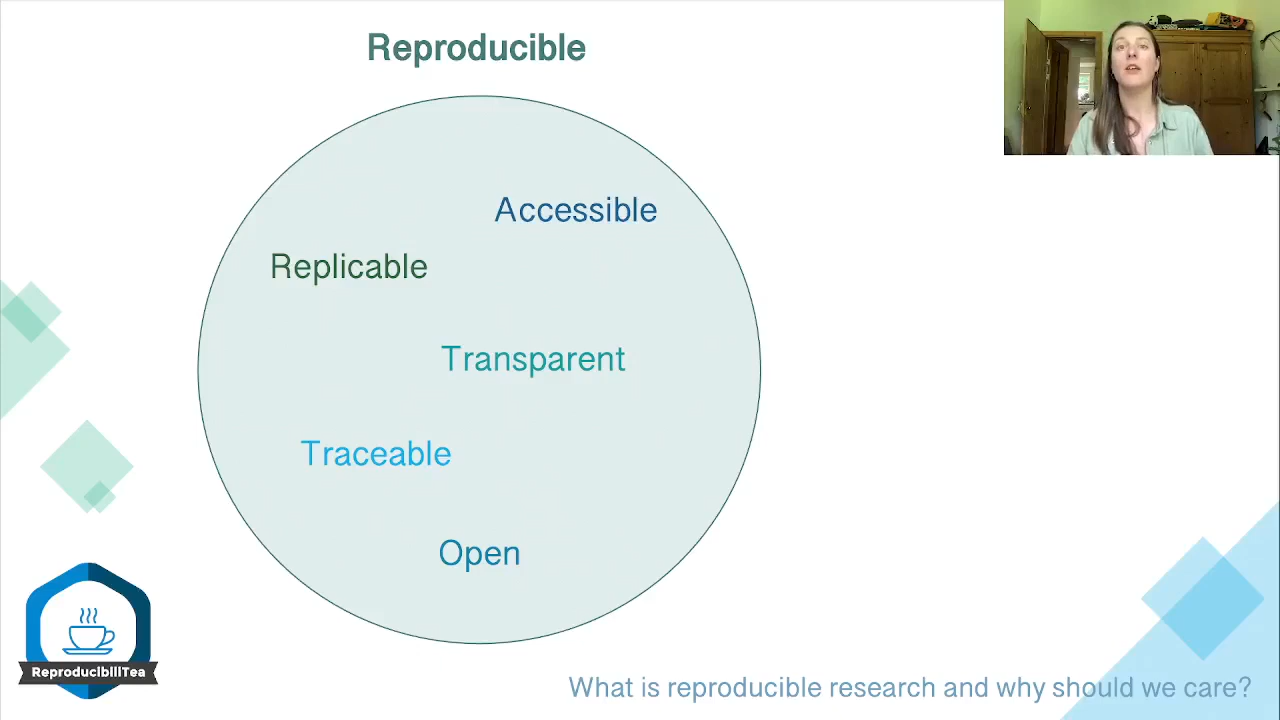 Reproducible
Accessible
Replicable
Transparent
Traceable
Open
ReproducibiliTea
What is reproducible research and why should we care?